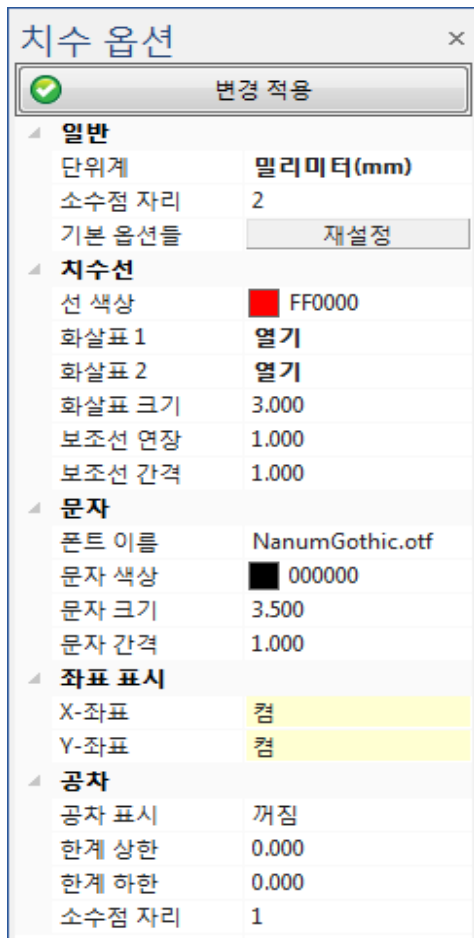 치수 옵션
변경 적용
일반
단위계 밀리미터(mm)
소수점 자리 2
기본 옵션들 재설정
치수선
선 색상 FF0000
화살표 1 열기
화살표 2 열기
화살표 크기 3.000
보조선 연장 1.000
보조선 간격 1.000
문자
폰트 이름 NanumGothic.otf
문자 색상 000000
문자 크기 3.500
문자 간격 1.000
좌표 표시
X-좌표 켬
Y-좌표 켬
공차
공차 표시 꺼짐
한계 상한 0.000
한계 하한 0.000
소수점 자리 1